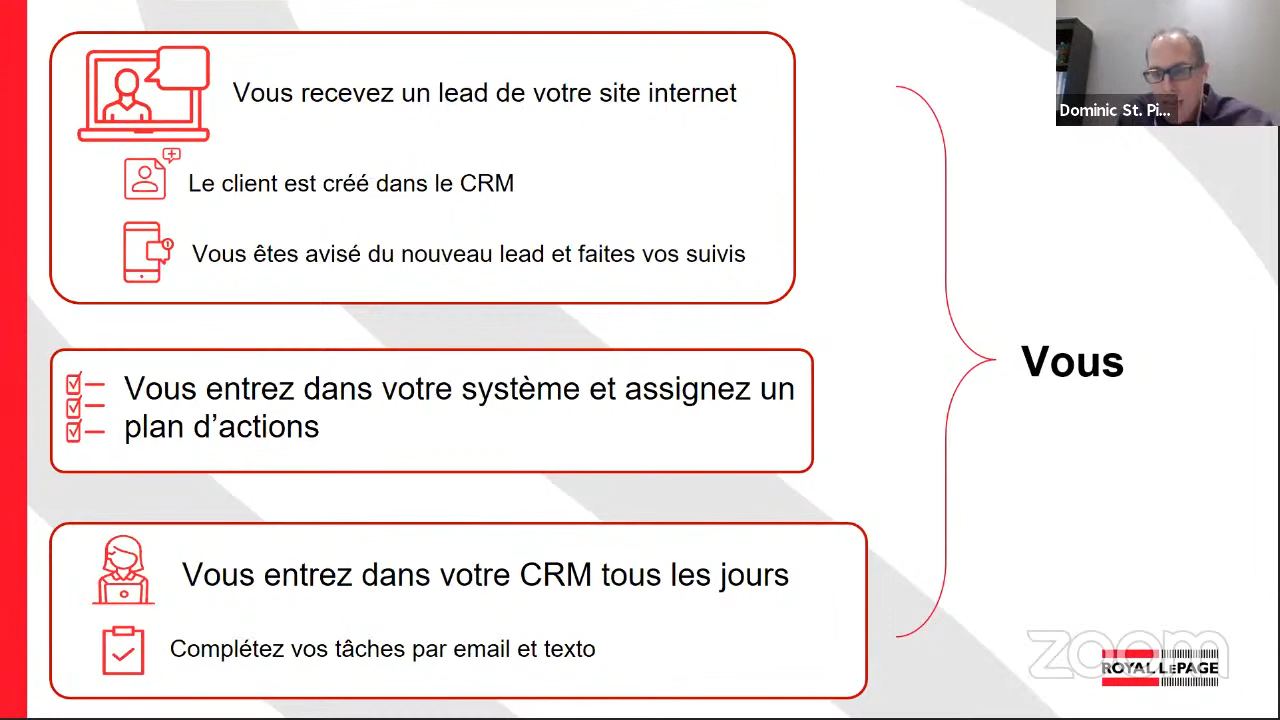 Vous recevez un lead de votre site internet
Le client est créé dans le CRM
Vous êtes avisé du nouveau lead et faites vos suivis
Vous entrez dans votre système et assignez un
plan d’actions
Vous entrez dans votre CRM tous les jours
Complétez vos tâches par email et texto
Vous
Dominic St. Pi...
zoom
ROYAL LEPAGE